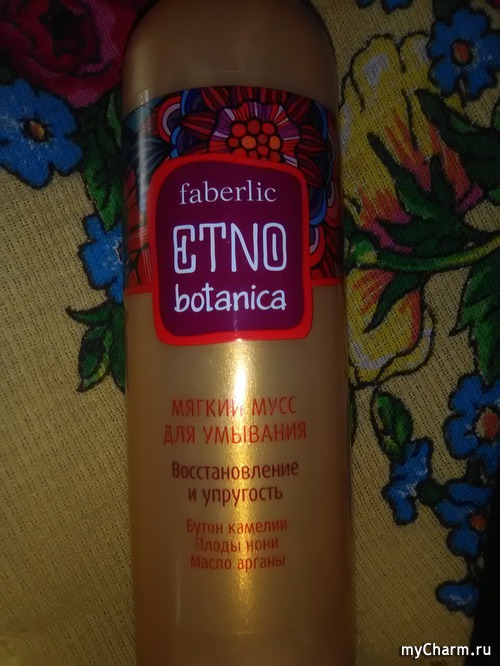 faberlic
ETNO
botanica
МЯГКИЙ МУСС
ДЛЯ УМЫВАНИЯ
Восстановление
и упругость
Бутон камелии
Плоды нони
Масло арганы
myCharm.ru